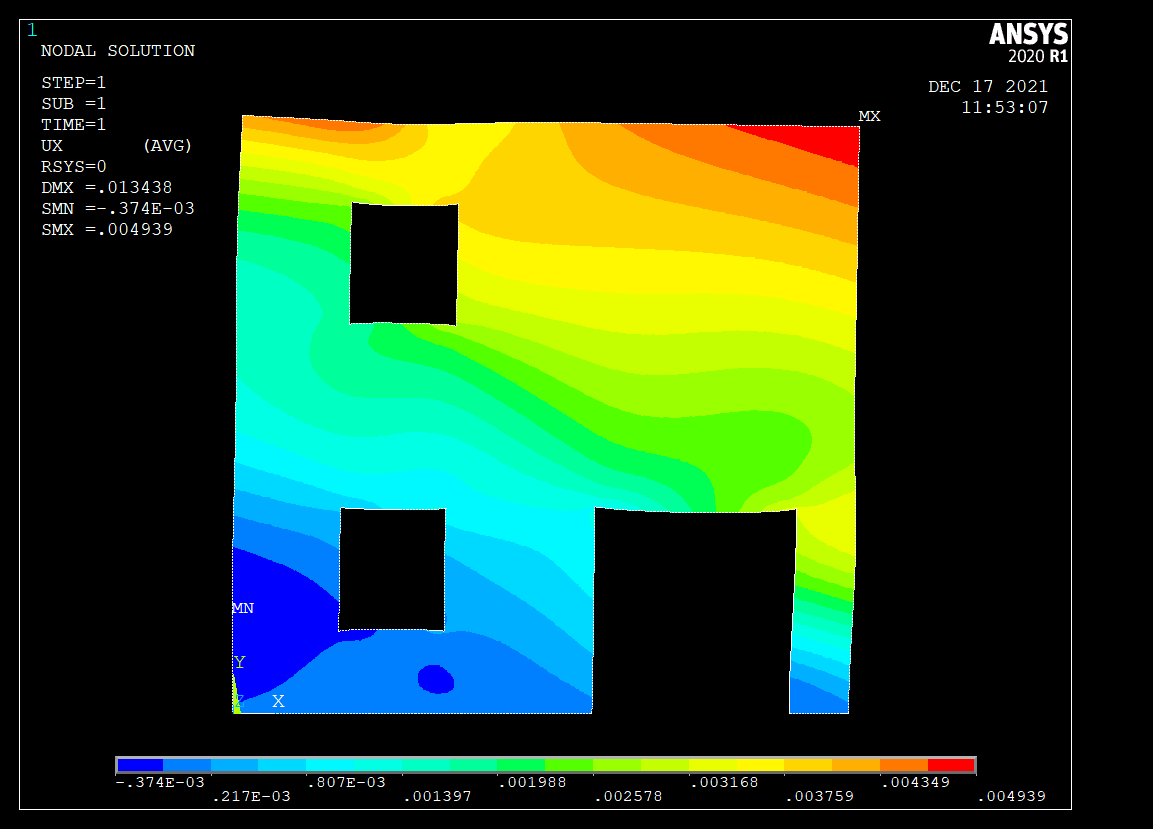 1
NODAL SOLUTION
STEP=1
SUB =1
TIME=1
UX (AVG)
RSYS=0
DMX =.013438
SMN =-.374E-03
SMX =.004939
ANSYS
2020 R1
DEC 17 2021
11:53:07
MX
MN
Y
Z X
-.374E-03 .807E-03 .001988 .003168 .004349
.217E-03 .001397 .002578 .003759 .004939